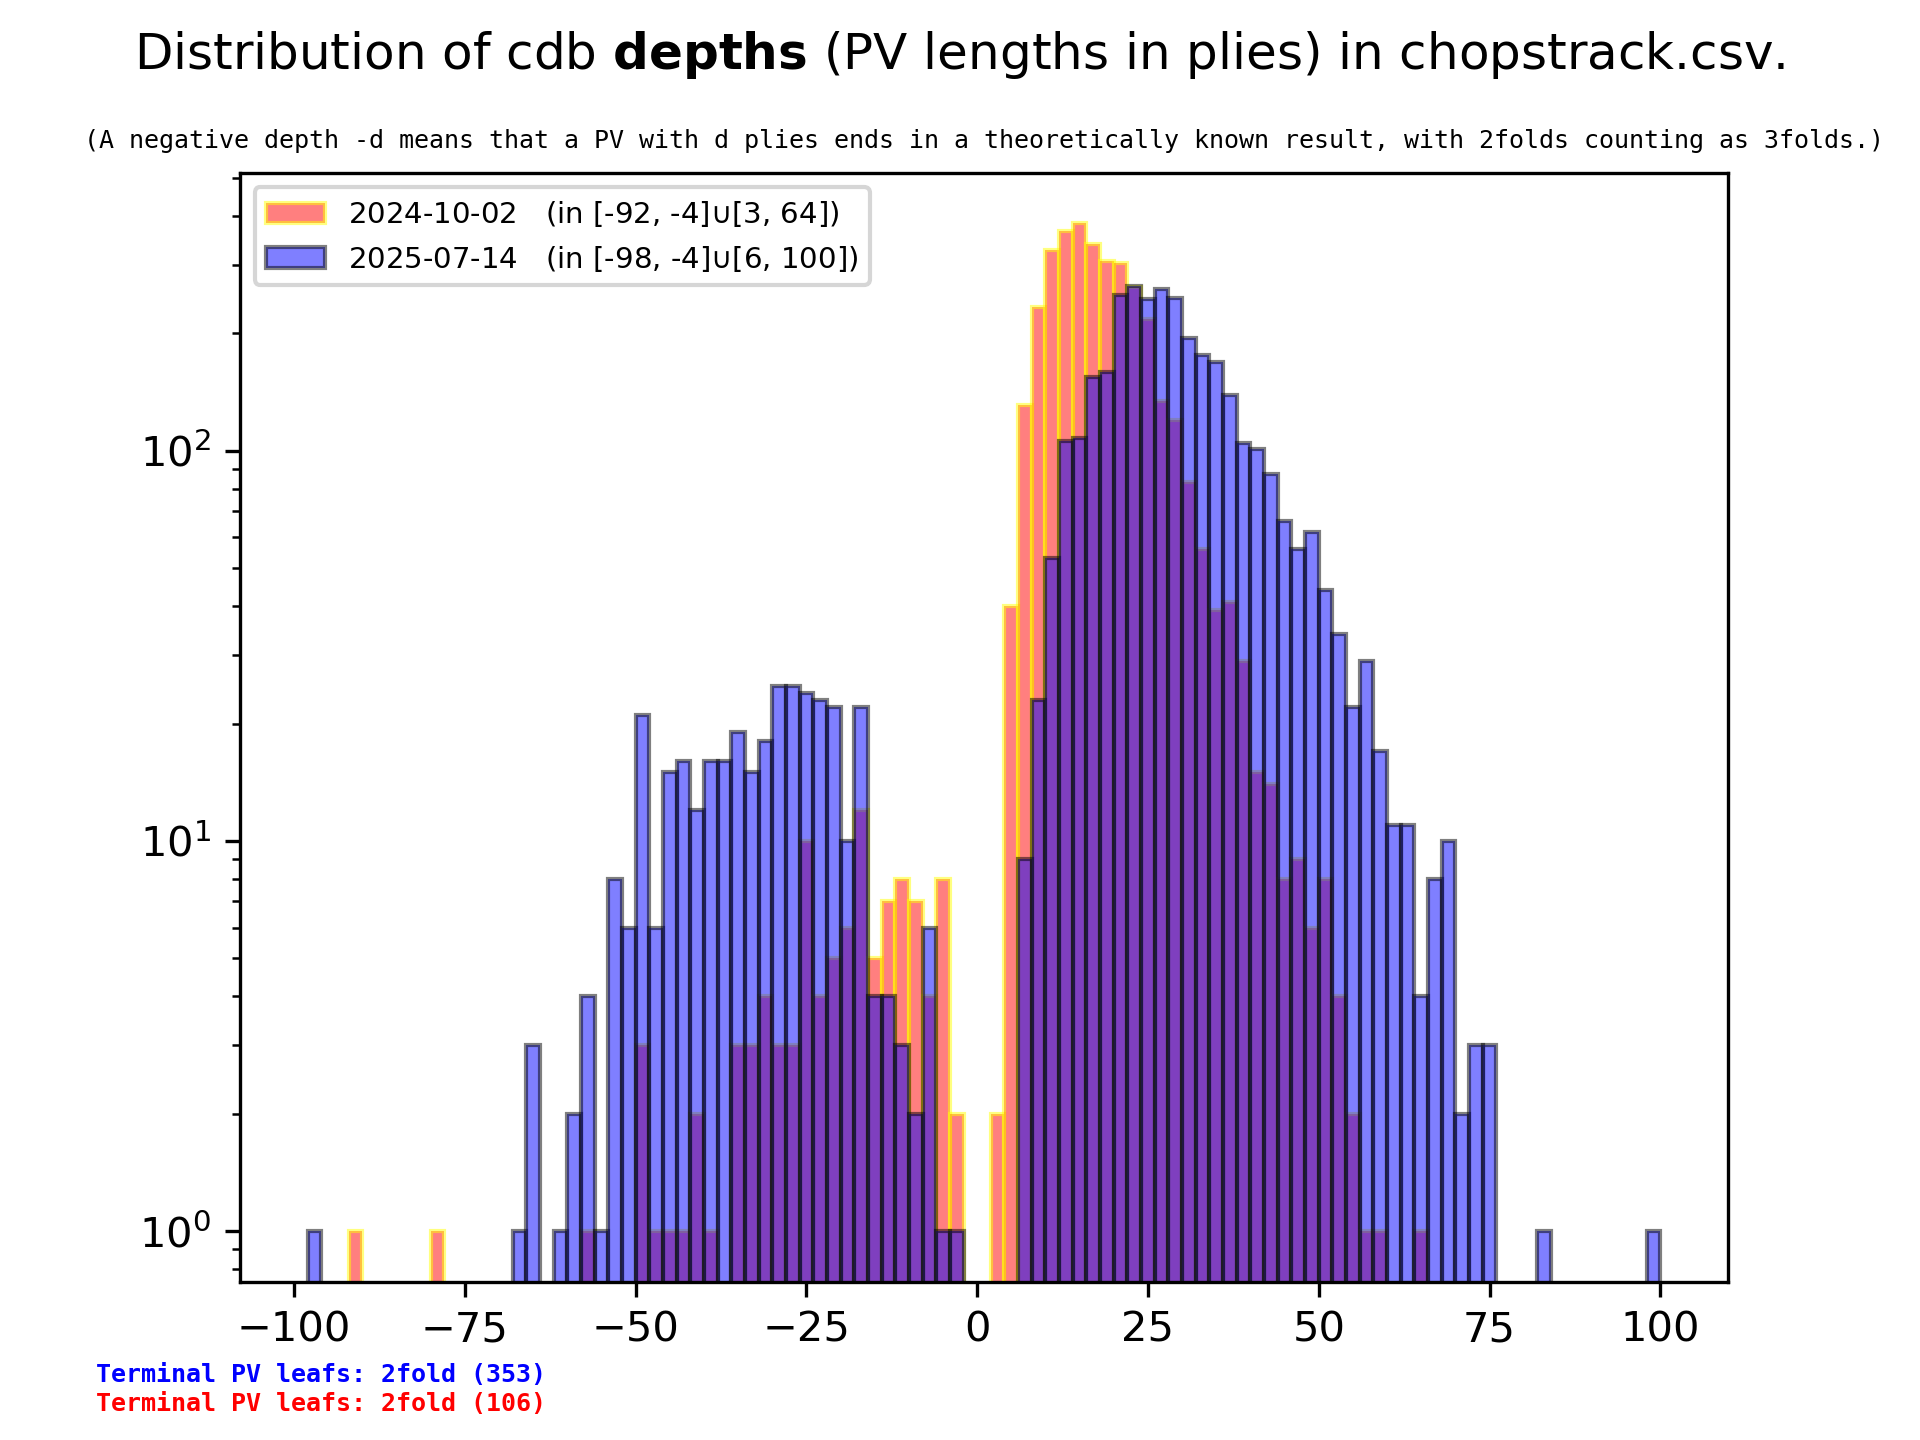 Distribution of cdb depths (PV lengths in plies) in chopstrack.csv.
(A negative depth -d means that a PV with d plies ends in a theoretically known result, with 2folds counting as 3folds.)
2024-10-02 (in [-92, -4]∪[3, 64])
2025-07-14 (in [-98, -4]∪[6, 100])
10²
10¹
10⁰
−100 −75 −50 −25 0 25 50 75 100
Terminal PV leafs: 2fold (353)
Terminal PV leafs: 2fold (106)